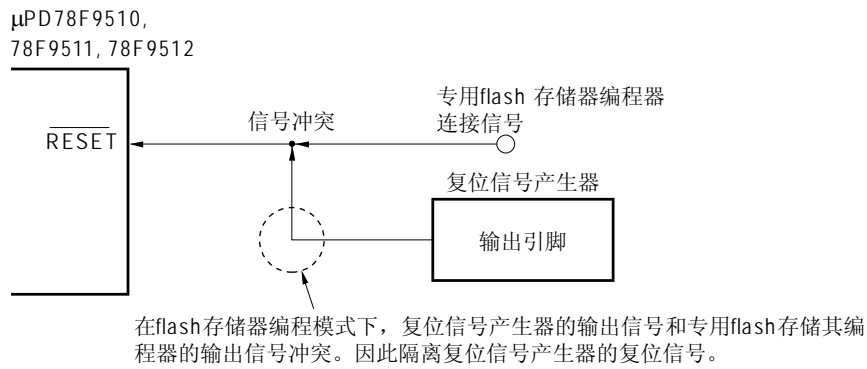 μPD78F9510,
78F9511, 78F9512
RESET
信号冲突
专用flash 存储器编程器
连接信号
复位信号产生器
输出引脚
在flash存储器编程模式下，复位信号产生器的输出信号和专用flash存储其编
程器的输出信号冲突。因此隔离复位信号产生器的复位信号。